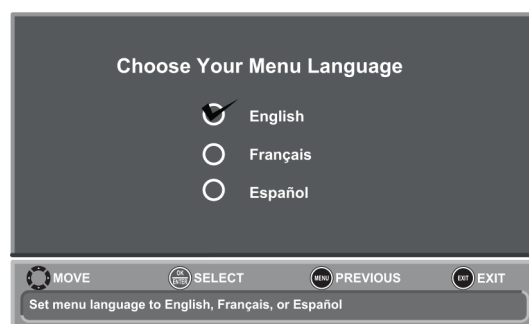 Choose Your Menu Language
English
Français
Español
MOVE OK ENTER SELECT MENU PREVIOUS EXIT EXIT
Set menu language to English, Français, or Español